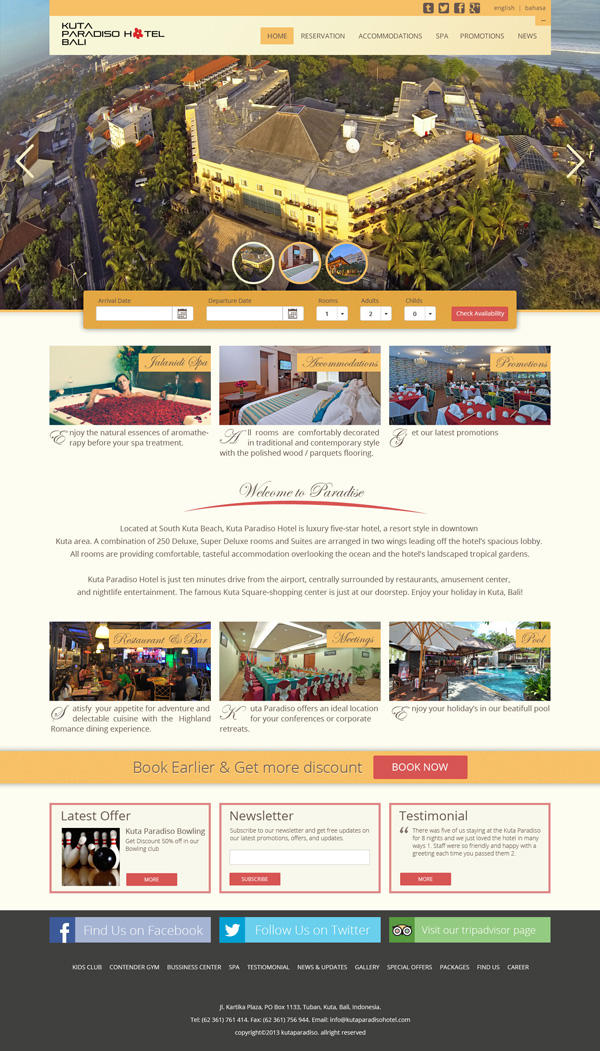 english | bahasa
KUTA
PARADISO HOTEL
BALI
HOME RESERVATION ACCOMMODATIONS SPA PROMOTIONS NEWS
Arrival Date Departure Date Rooms Adults Childs
1 2 0 Check Availability
Julanidi Spa
Enjoy the natural essences of aromathe-
rapy before your spa treatment.
Accommodations
All rooms are comfortably decorated
in traditional and contemporary style
with the polished wood / parquets flooring.
Promotions
Get our latest promotions
Welcome to Paradise
Located at South Kuta Beach, Kuta Paradiso Hotel is luxury five-star hotel, a resort style in downtown
Kuta area. A combination of 250 Deluxe, Super Deluxe rooms and Suites are arranged in two wings leading off the hotel's spacious lobby.
All rooms are providing comfortable, tasteful accommodation overlooking the ocean and the hotel's landscaped tropical gardens.
Kuta Paradiso Hotel is just ten minutes drive from the airport, centrally surrounded by restaurants, amusement center,
and nightlife entertainment. The famous Kuta Square-shopping center is just at our doorstep. Enjoy your holiday in Kuta, Bali!
Restaurant & Bar
Satisfy your appetite for adventure and
delectable cuisine with the Highland
Romance dining experience.
Meetings
Kuta Paradiso offers an ideal location
for your conferences or corporate
retreats.
Pool
Enjoy your holiday's in our beatifull pool
Book Earlier & Get more discount BOOK NOW
Latest Offer
Kuta Paradiso Bowling
Get Discount 50% off in our
Bowling club
MORE
Newsletter
Subscribe to our newsletter and get free updates on
our latest promotions, offers, and updates.
SUBSCRIBE
Testimonial
“ There was five of us staying at the Kuta Paradiso
for 8 nights and we just loved the hotel in many
ways 1. Staff were so friendly and happy with a
greeting each time you passed them 2.
MORE
Find Us on Facebook
Follow Us on Twitter
Visit our tripadvisor page
KIDS CLUB CONTENDER GYM BUSSINESS CENTER SPA TESTIOMONIAL NEWS & UPDATES GALLERY SPECIAL OFFERS PACKAGES FIND US CAREER
Jl. Kartika Plaza, PO Box 1133, Tuban, Kuta, Bali, Indonesia.
Tel: (62 361) 761 414. Fax: (62 361) 756 944. Email: info@kutaparadisohotel.com
copyright©2013 kutaparadiso. allright reserved